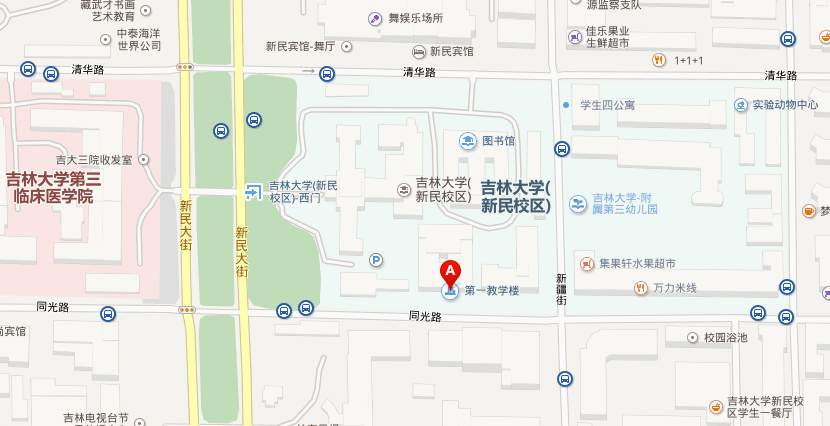 藏武才书画
艺术教育
舞娱乐场所
源监察支队
佳乐果业
生鲜超市
中泰海洋
世界公司
新民宾馆-舞厅
新民宾馆
1+1+1
清华路
清华路
清华路
学生四公寓
实验动物中心
图书馆
吉大三院收发室
吉林大学第三
临床医学院
吉林大学(新民
校区)-西门
吉林大学(
新民校区)
吉林大学(
新民校区)
吉林大学-附
属第三幼儿园
梦
新民大街
新民大街
P
集果轩水果超市
A
第一教学楼
万力米线
新疆街
同光路
同光路
宾馆
校园浴池
吉林大学新民校
区学生一餐厅
吉林电视台节